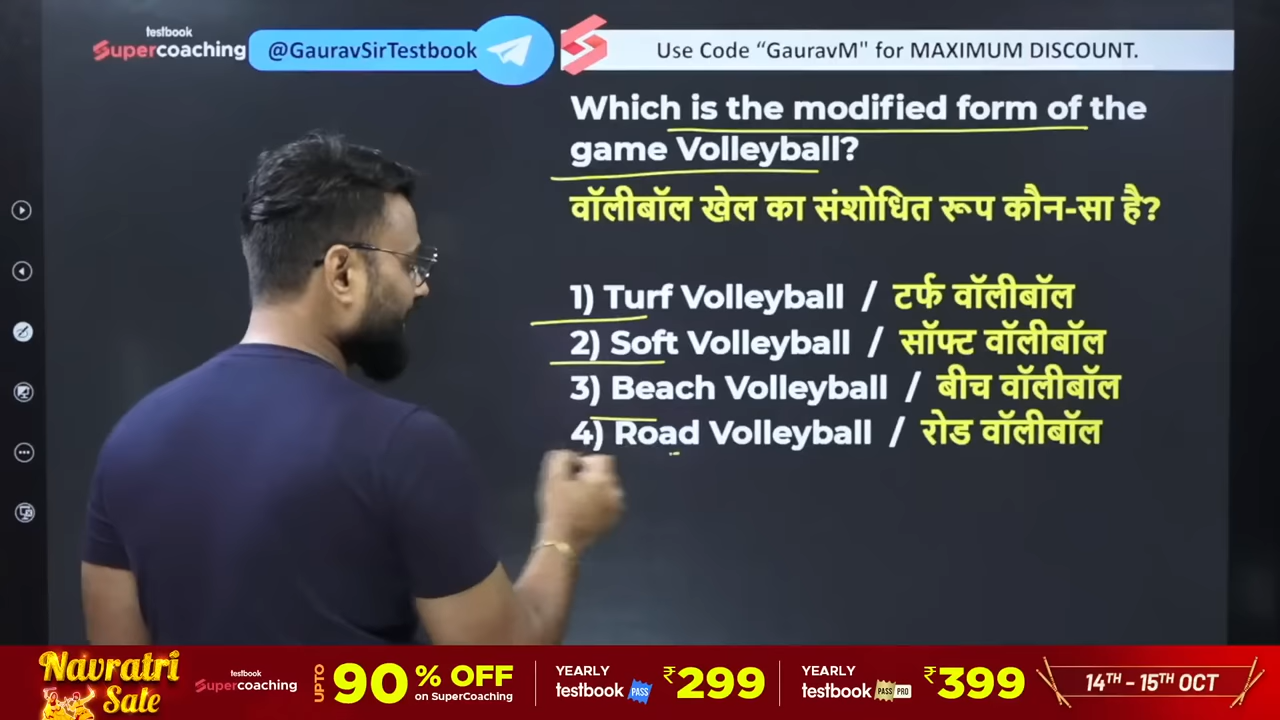 testbook
Supercoaching
@GauravSirTestbook
Use Code “GauravM" for MAXIMUM DISCOUNT.
Which is the modified form of the
game Volleyball?
वॉलीबॉल खेल का संशोधित रूप कौन-सा है?
1) Turf Volleyball / टर्फ वॉलीबॉल
2) Soft Volleyball / सॉफ्ट वॉलीबॉल
3) Beach Volleyball / बीच वॉलीबॉल
4) Road Volleyball / रोड वॉलीबॉल
Navratri
Sale
testbook
Supercoaching
UPTO 90% OFF
on SuperCoaching
YEARLY
testbook PASS
₹299
YEARLY
testbook PASS PRO
₹399
14TH - 15TH OCT